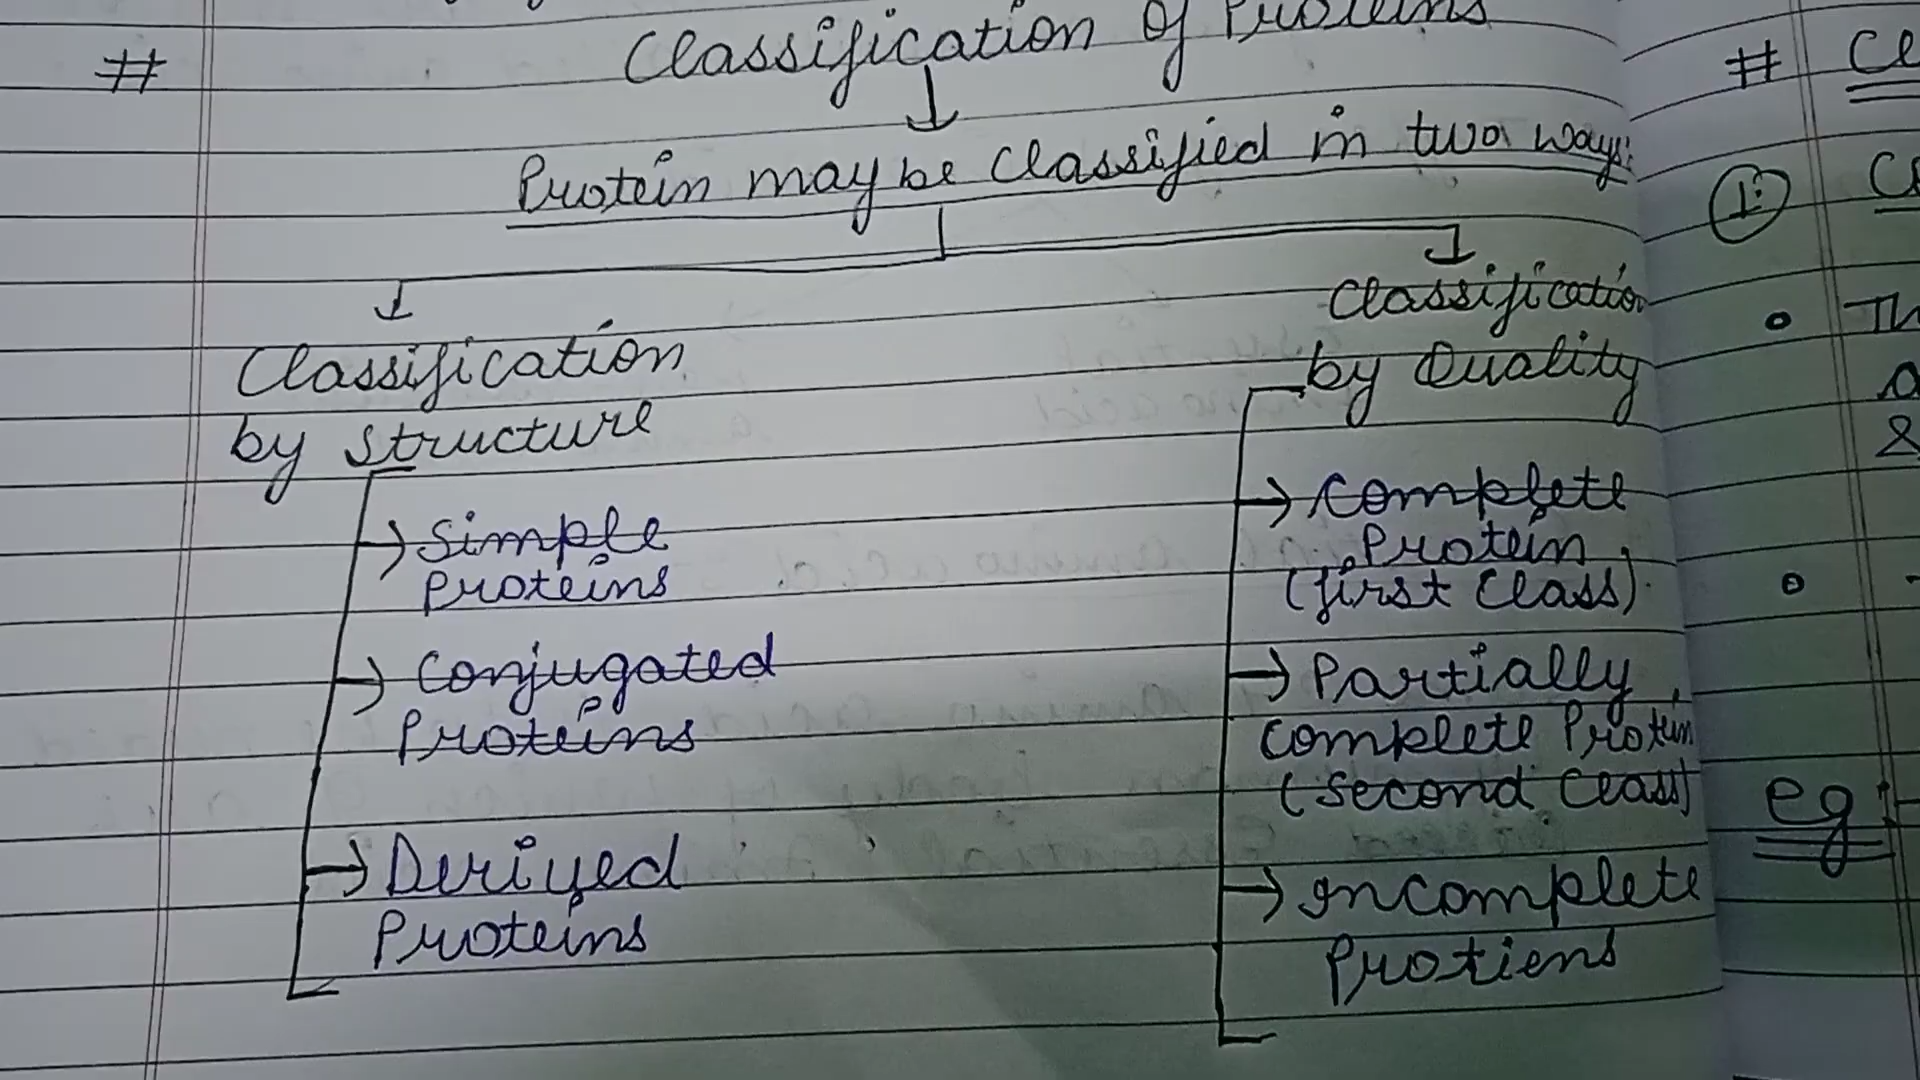 # Classification of Proteins
Protein may be classified in two ways:
Classification
by structure
→ Simple
Proteins
→ Conjugated
Proteins
→ Derived
Proteins
Classification
by Quality
→ Complete
Protein
(first class)
→ Partially
complete Protein
(second class)
→ Incomplete
Protiens
# Cl
1:
Th
&
eg:-